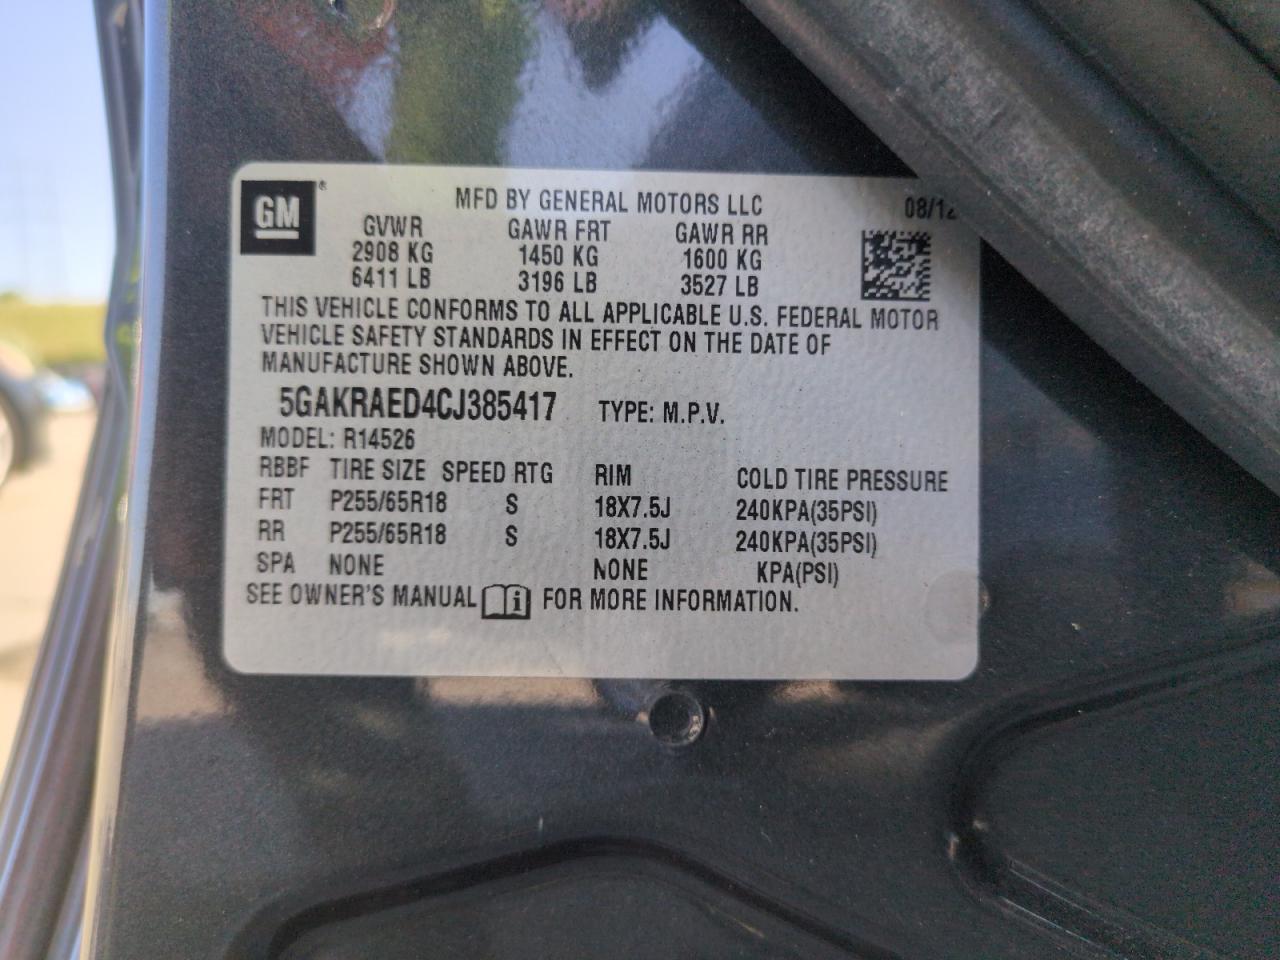 GM ® MFD BY GENERAL MOTORS LLC 08/12
GVWR GAWR FRT GAWR RR
2908 KG 1450 KG 1600 KG
6411 LB 3196 LB 3527 LB
THIS VEHICLE CONFORMS TO ALL APPLICABLE U.S. FEDERAL MOTOR
VEHICLE SAFETY STANDARDS IN EFFECT ON THE DATE OF
MANUFACTURE SHOWN ABOVE.
5GAKRAED4CJ385417 TYPE: M.P.V.
MODEL: R14526
RBBF TIRE SIZE SPEED RTG RIM COLD TIRE PRESSURE
FRT P255/65R18 S 18X7.5J 240KPA(35PSI)
RR P255/65R18 S 18X7.5J 240KPA(35PSI)
SPA NONE NONE KPA(PSI)
SEE OWNER'S MANUAL i FOR MORE INFORMATION.